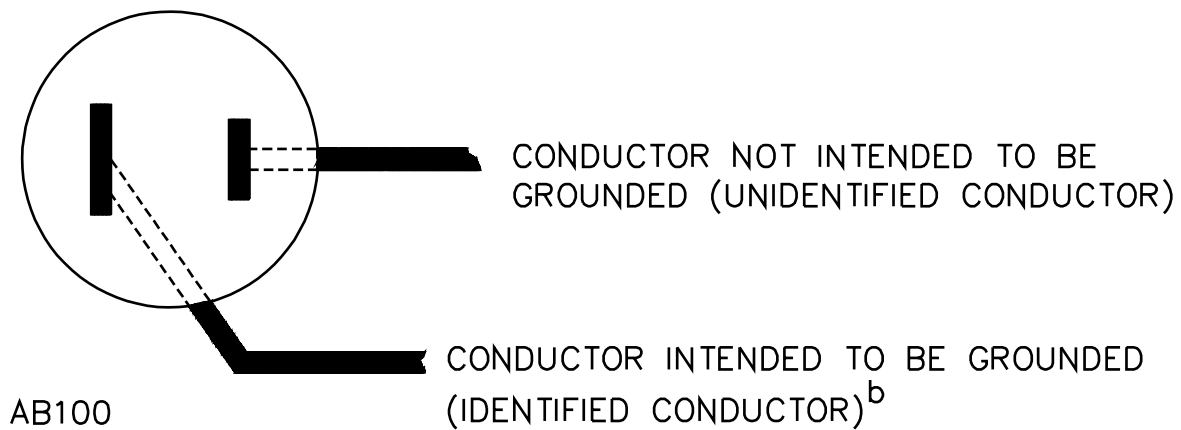 CONDUCTOR NOT INTENDED TO BE
GROUNDED (UNIDENTIFIED CONDUCTOR)
CONDUCTOR INTENDED TO BE GROUNDED
(IDENTIFIED CONDUCTOR)b
AB100